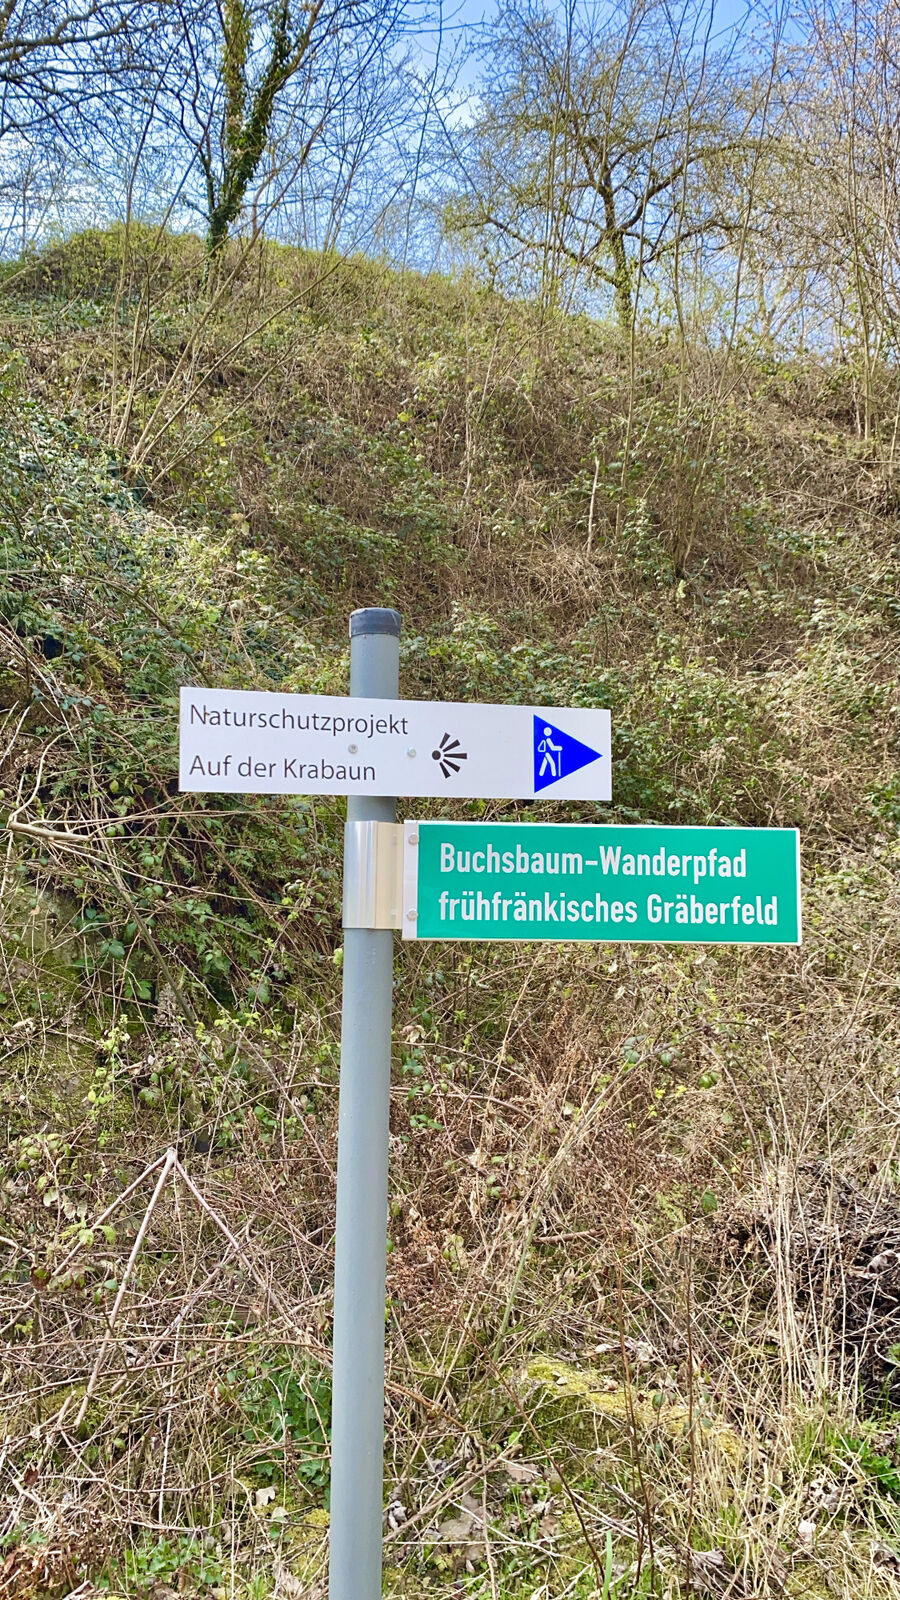 Naturschutzprojekt
Auf der Krabaun
Buchsbaum-Wanderpfad
frühfränkisches Gräberfeld